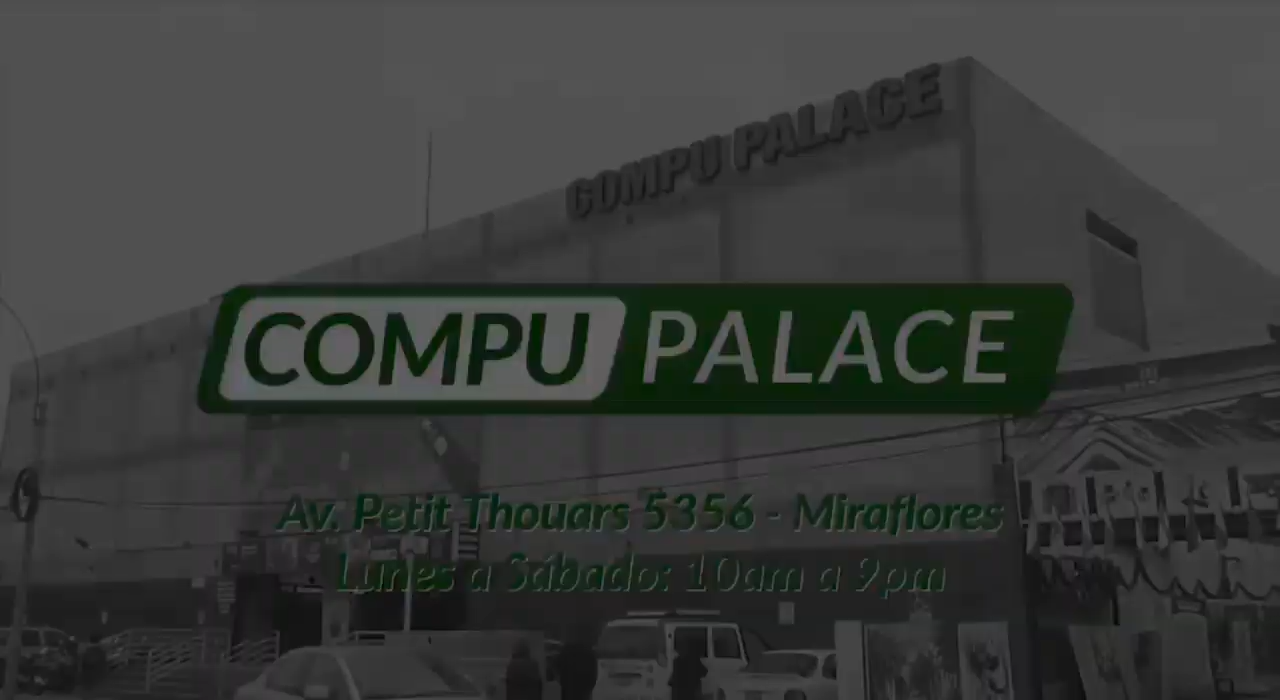 COMPU PALACE
COMPU PALACE
Av. Petit Thouars 5356 - Miraflores
Lunes a Sábado: 10am a 9pm